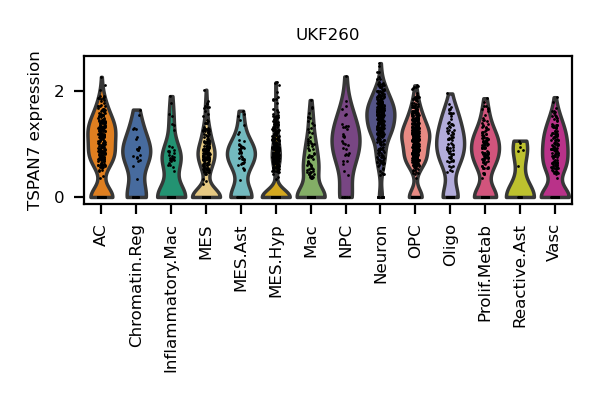 UKF260
TSPAN7 expression
2
0
AC
Chromatin.Reg
Inflammatory.Mac
MES
MES.Ast
MES.Hyp
Mac
NPC
Neuron
OPC
Oligo
Prolif.Metab
Reactive.Ast
Vasc